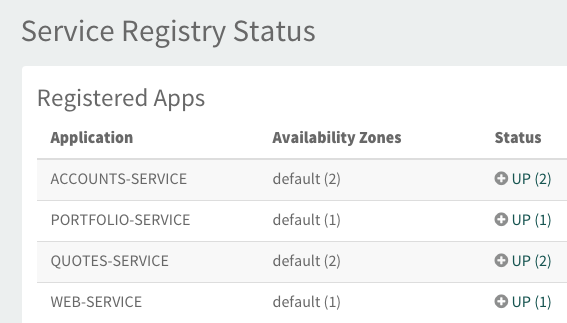 Service Registry Status
Registered Apps
Application Availability Zones Status
ACCOUNTS-SERVICE default (2) UP (2)
PORTFOLIO-SERVICE default (1) UP (1)
QUOTES-SERVICE default (2) UP (2)
WEB-SERVICE default (1) UP (1)